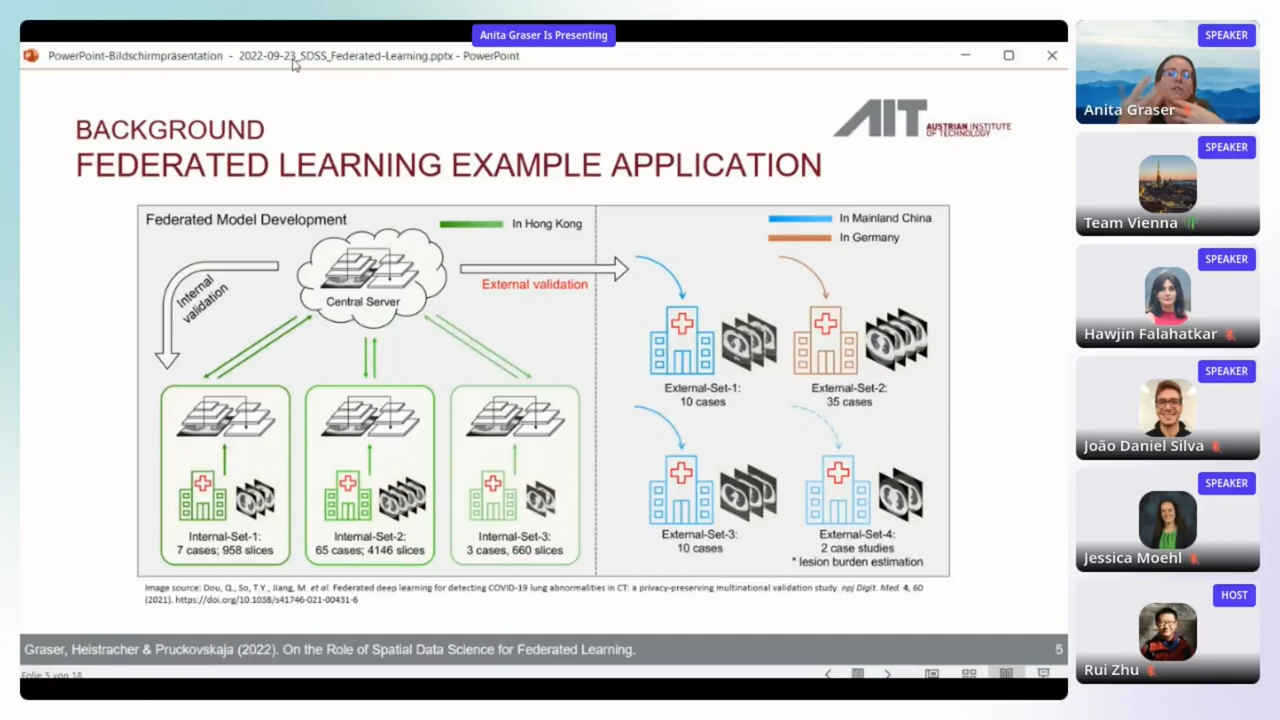 Anita Graser Is Presenting
PowerPoint-Bildschirmpräsentation - 2022-09-23_SDSS_Federated-Learning.pptx - PowerPoint
BACKGROUND
FEDERATED LEARNING EXAMPLE APPLICATION
AIT AUSTRIAN INSTITUTE
OF TECHNOLOGY
Federated Model Development
In Hong Kong
In Mainland China
In Germany
Internal
validation
Central Server
External validation
External-Set-1:
10 cases
External-Set-2:
35 cases
Internal-Set-1:
7 cases; 958 slices
Internal-Set-2:
65 cases; 4146 slices
Internal-Set-3:
3 cases, 660 slices
External-Set-3:
10 cases
External-Set-4:
2 case studies
* lesion burden estimation
Image source: Dou, Q., So, T.Y., Jiang, M. et al. Federated deep learning for detecting COVID-19 lung abnormalities in CT: a privacy-preserving multinational validation study. npj Digit. Med. 4, 60
(2021). https://doi.org/10.1038/s41746-021-00431-6
Graser, Heistracher & Pruckovskaja (2022). On the Role of Spatial Data Science for Federated Learning.
5
Folie 5 von 18
SPEAKER
Anita Graser
SPEAKER
Team Vienna
SPEAKER
Hawjin Falahatkar
SPEAKER
João Daniel Silva
SPEAKER
Jessica Moehl
HOST
Rui Zhu